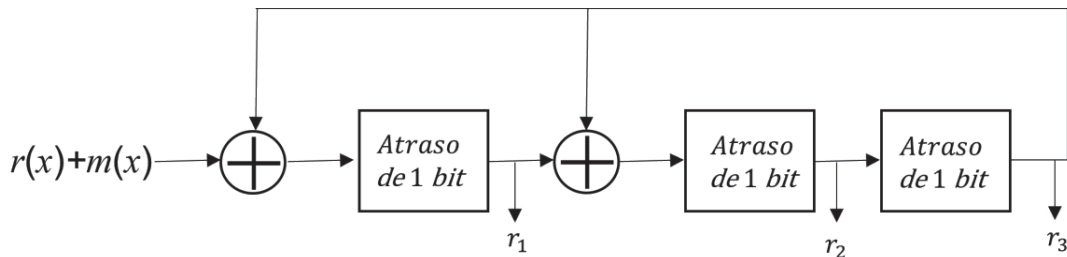 r(x)+m(x)
Atraso
de 1 bit
Atraso
de 1 bit
Atraso
de 1 bit
r₁
r₂
r₃